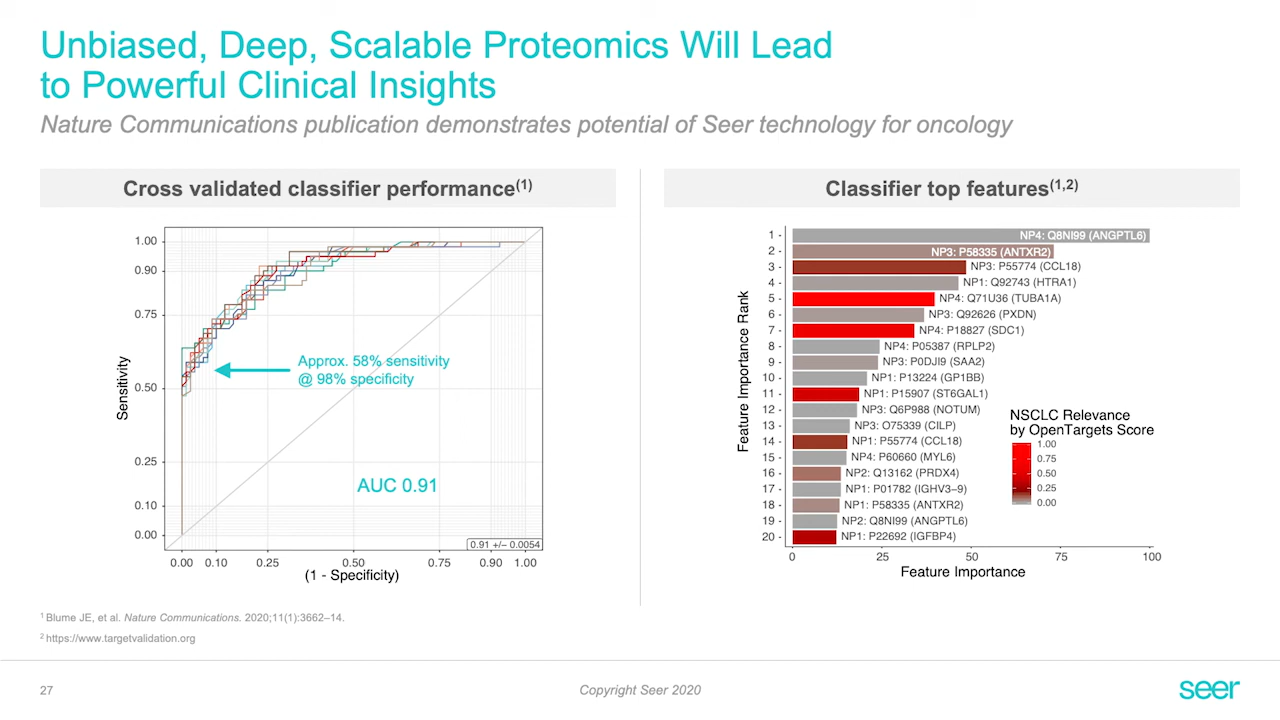 Unbiased, Deep, Scalable Proteomics Will Lead
to Powerful Clinical Insights
Nature Communications publication demonstrates potential of Seer technology for oncology
Cross validated classifier performance(1)
1.00
0.90
0.75
0.50
0.25
0.10
0.00
Sensitivity
Approx. 58% sensitivity
@ 98% specificity
AUC 0.91
0.91 +/− 0.0054
0.00 0.10 0.25 0.50 0.75 0.90 1.00
(1 - Specificity)
Classifier top features(1,2)
Feature Importance Rank
1 - NP4: Q8NI99 (ANGPTL6)
2 - NP3: P58335 (ANTXR2)
3 - NP3: P55774 (CCL18)
4 - NP1: Q92743 (HTRA1)
5 - NP4: Q71U36 (TUBA1A)
6 - NP3: Q92626 (PXDN)
7 - NP4: P18827 (SDC1)
8 - NP4: P05387 (RPLP2)
9 - NP3: P0DJI9 (SAA2)
10 - NP1: P13224 (GP1BB)
11 - NP1: P15907 (ST6GAL1)
12 - NP3: Q6P988 (NOTUM)
13 - NP3: O75339 (CILP)
14 - NP1: P55774 (CCL18)
15 - NP4: P60660 (MYL6)
16 - NP2: Q13162 (PRDX4)
17 - NP1: P01782 (IGHV3−9)
18 - NP1: P58335 (ANTXR2)
19 - NP2: Q8NI99 (ANGPTL6)
20 - NP1: P22692 (IGFBP4)
0 25 50 75 100
Feature Importance
NSCLC Relevance
by OpenTargets Score
1.00
0.75
0.50
0.25
0.00
1 Blume JE, et al. Nature Communications. 2020;11(1):3662–14.
2 https://www.targetvalidation.org
27
Copyright Seer 2020
seer